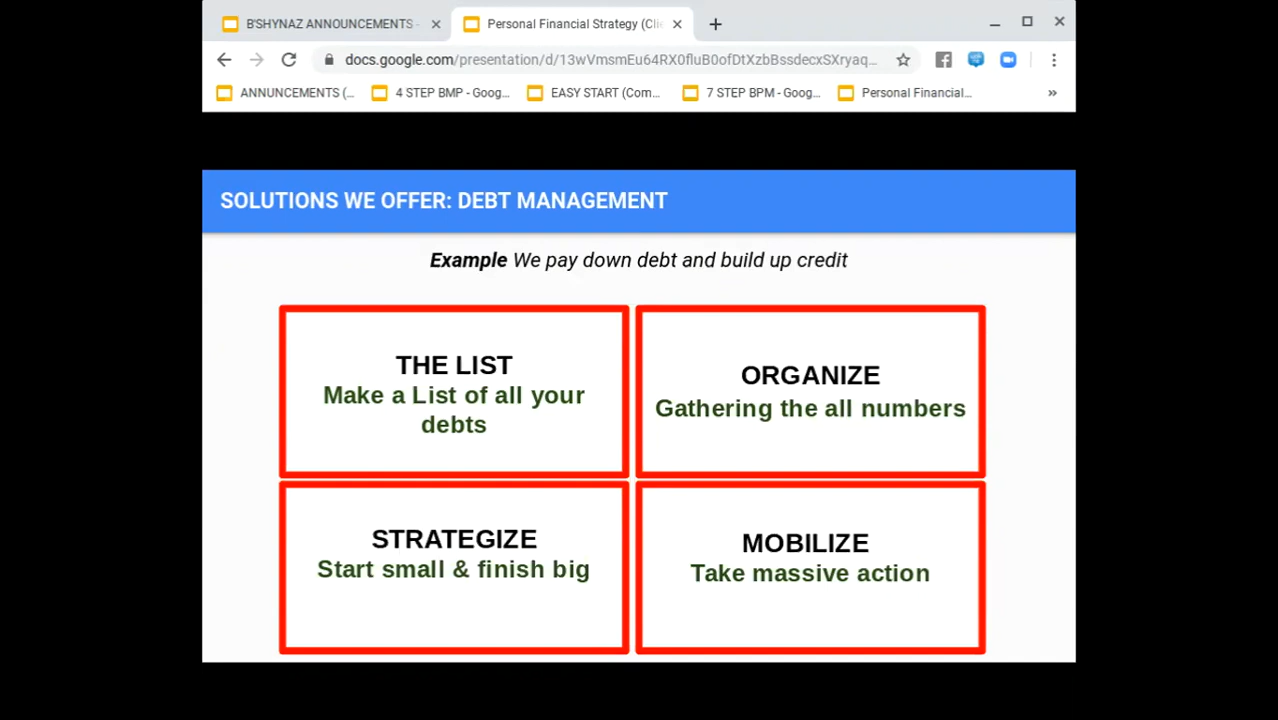 B'SHYNAZ ANNOUNCEMENTS -
Personal Financial Strategy (Clie
docs.google.com/presentation/d/13wVmsmEu64RX0fluB0ofDtXzbBssdecxSXryaq...
ANNUNCEMENTS (...
4 STEP BMP - Goog...
EASY START (Com...
7 STEP BPM - Goog...
Personal Financial...
SOLUTIONS WE OFFER: DEBT MANAGEMENT
Example We pay down debt and build up credit
THE LIST
Make a List of all your
debts
ORGANIZE
Gathering the all numbers
STRATEGIZE
Start small & finish big
MOBILIZE
Take massive action